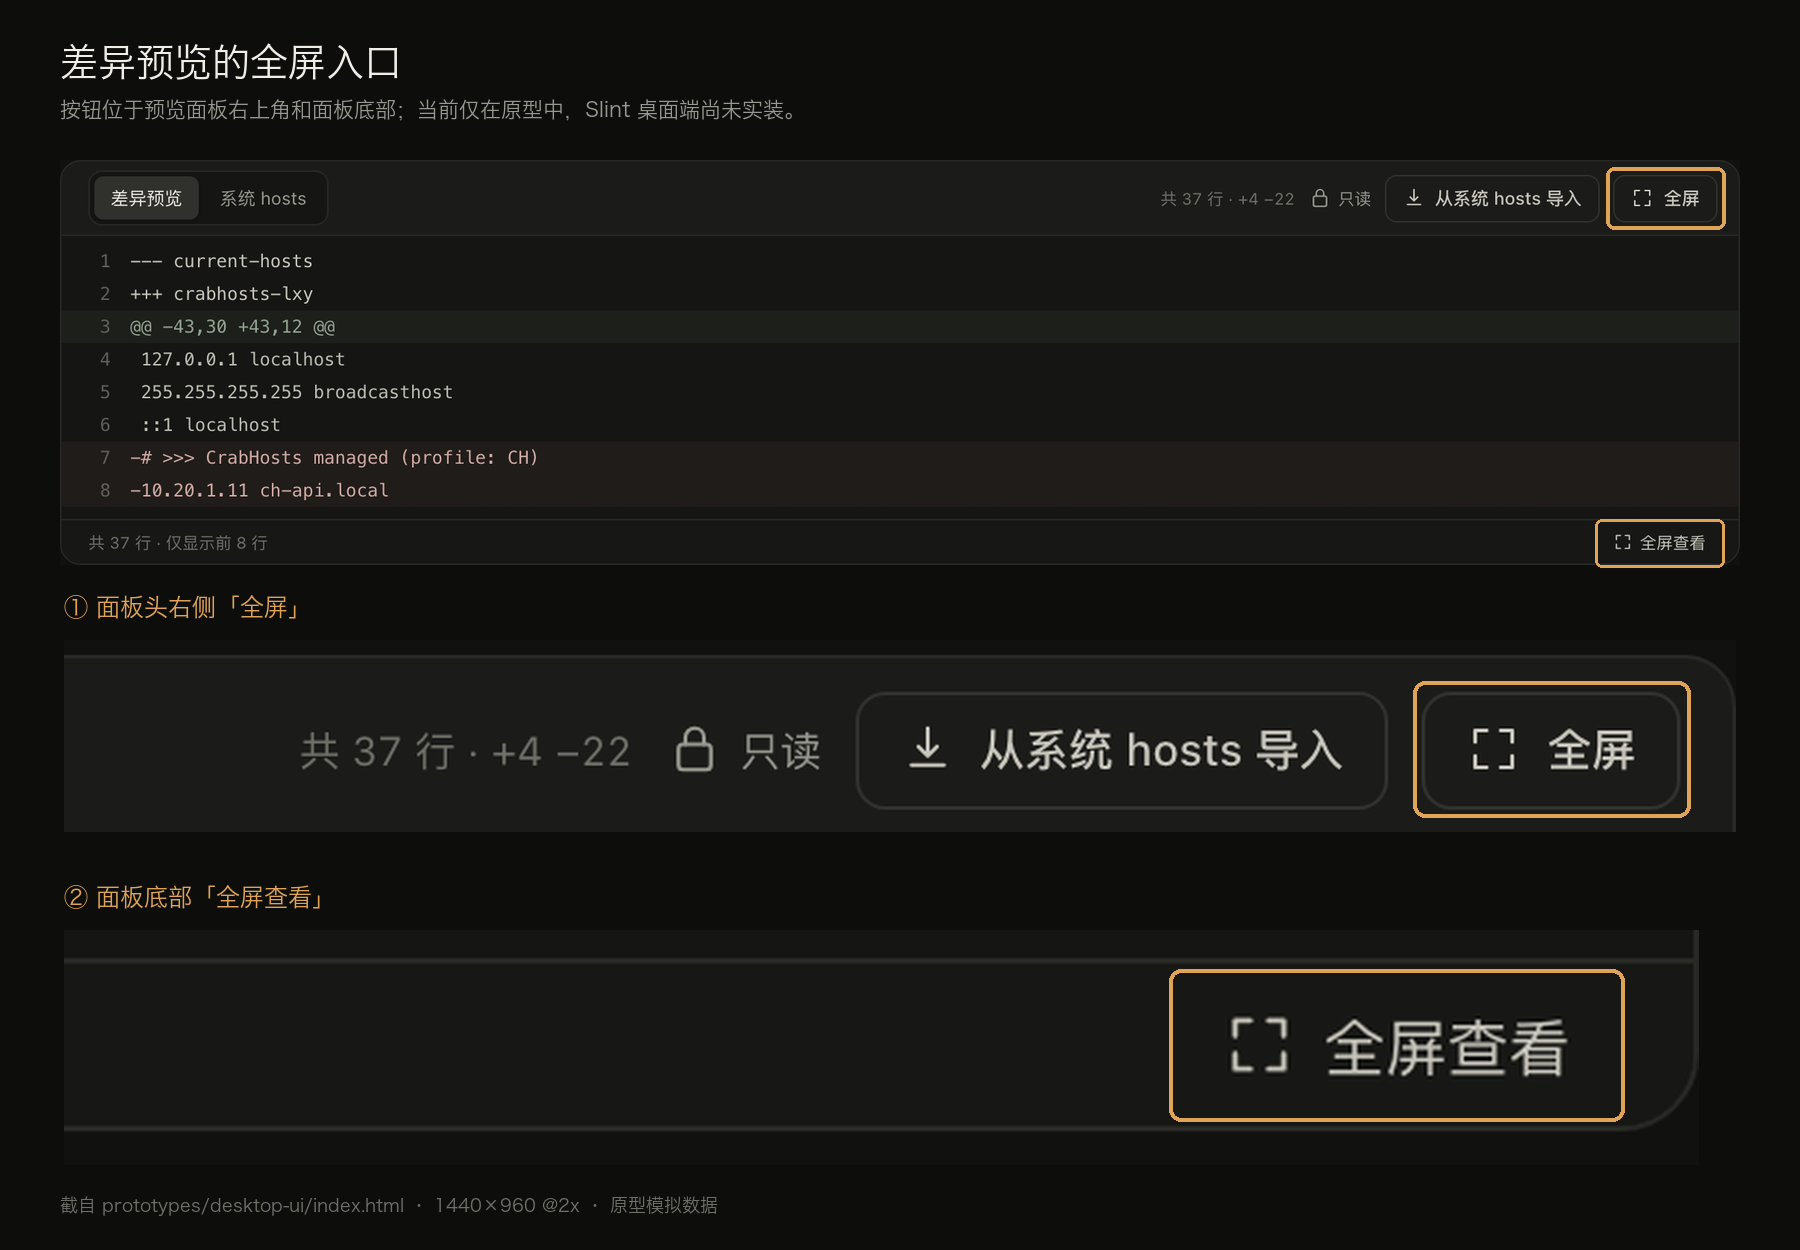 差异预览的全屏入口
按钮位于预览面板右上角和面板底部；当前仅在原型中，Slint 桌面端尚未实装。
差异预览 系统 hosts 共 37 行 · +4 −22 只读 从系统 hosts 导入 全屏
1 --- current-hosts
2 +++ crabhosts-lxy
3 @@ -43,30 +43,12 @@
4 127.0.0.1 localhost
5 255.255.255.255 broadcasthost
6 ::1 localhost
7 -# >>> CrabHosts managed (profile: CH)
8 -10.20.1.11 ch-api.local
共 37 行 · 仅显示前 8 行 全屏查看
① 面板头右侧「全屏」
共 37 行 · +4 −22 只读 从系统 hosts 导入 全屏
② 面板底部「全屏查看」
全屏查看
截自 prototypes/desktop-ui/index.html · 1440×960 @2x · 原型模拟数据